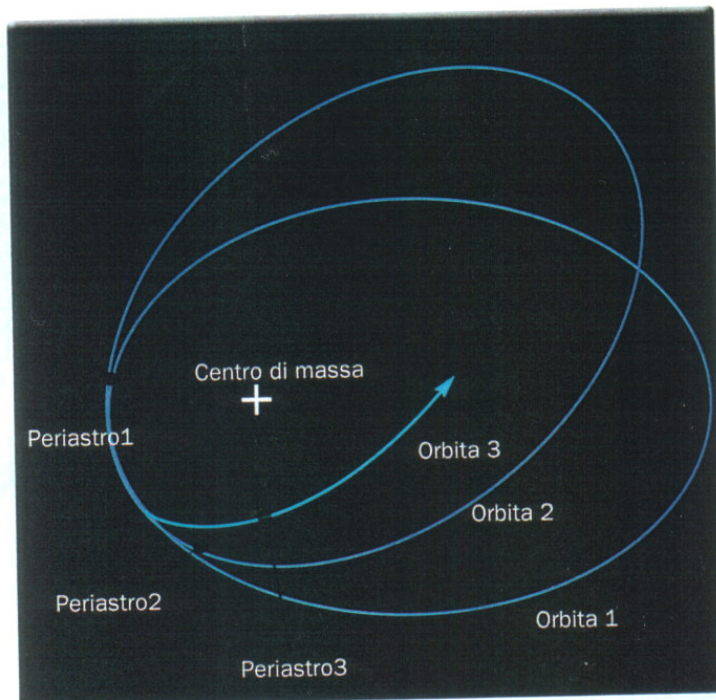 Centro di massa
Periastro1
Orbita 3
Orbita 2
Periastro2
Orbita 1
Periastro3